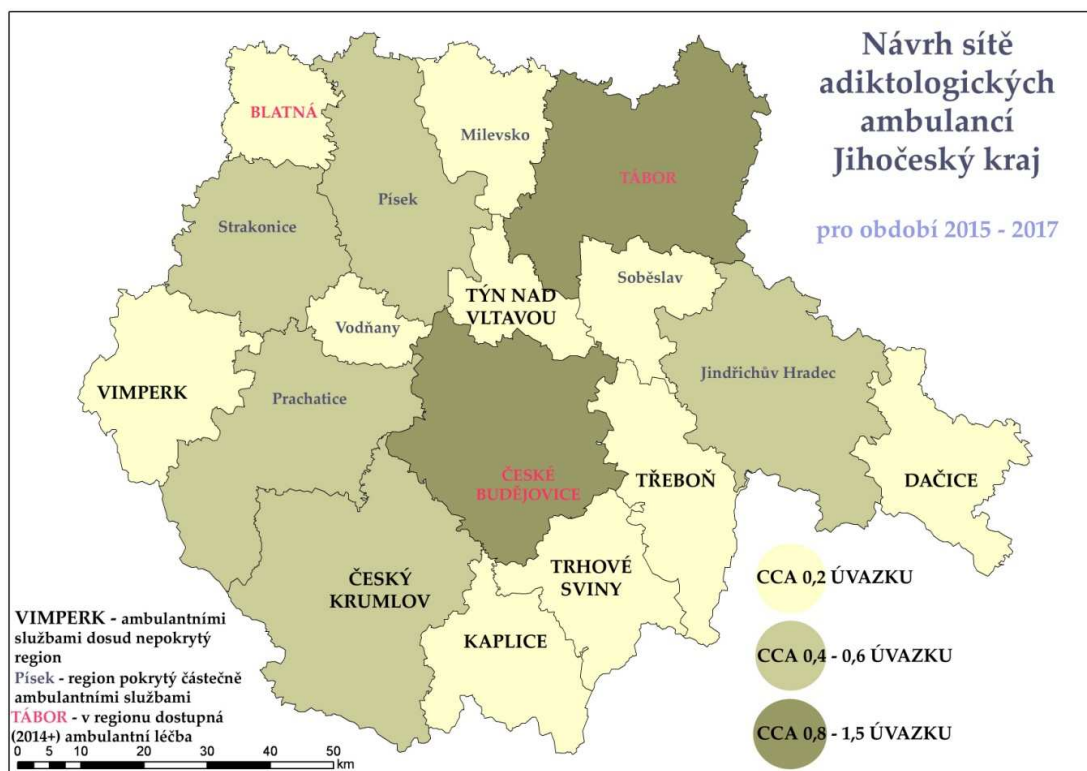 Návrh sítě
adiktologických
ambulancí
Jihočeský kraj
pro období 2015 - 2017
BLATNÁ
Milevsko
TÁBOR
Písek
Strakonice
Soběslav
TÝN NAD
VLTAVOU
Vodňany
Jindřichův Hradec
VIMPERK
Prachatice
ČESKÉ
BUDĚJOVICE
TŘEBOŇ
DAČICE
TRHOVÉ
SVINY
ČESKÝ
KRUMLOV
KAPLICE
CCA 0,2 ÚVAZKU
CCA 0,4 - 0,6 ÚVAZKU
CCA 0,8 - 1,5 ÚVAZKU
VIMPERK - ambulantními
službami dosud nepokrytý
region
Písek - region pokrytý částečně
ambulantními službami
TÁBOR - v regionu dostupná
(2014+) ambulantní léčba
0 5 10 20 30 40 50
km